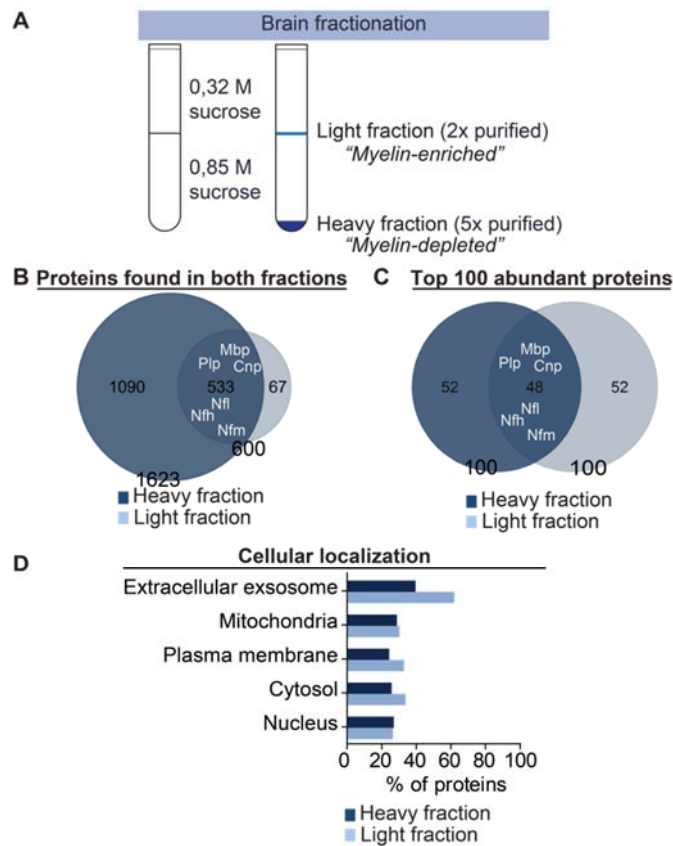 A
Brain fractionation
0,32 M
sucrose
0,85 M
sucrose
Light fraction (2x purified)
"Myelin-enriched"
Heavy fraction (5x purified)
"Myelin-depleted"
B Proteins found in both fractions
1090
Mbp
Plp
Cnp
533
67
Nfl
Nfh
Nfm
600
1623
Heavy fraction
Light fraction
C Top 100 abundant proteins
52
Mbp
Plp
Cnp
48
52
Nfl
Nfh
Nfm
100
100
Heavy fraction
Light fraction
D
Cellular localization
Extracellular exsosome
Mitochondria
Plasma membrane
Cytosol
Nucleus
0 20 40 60 80 100
% of proteins
Heavy fraction
Light fraction